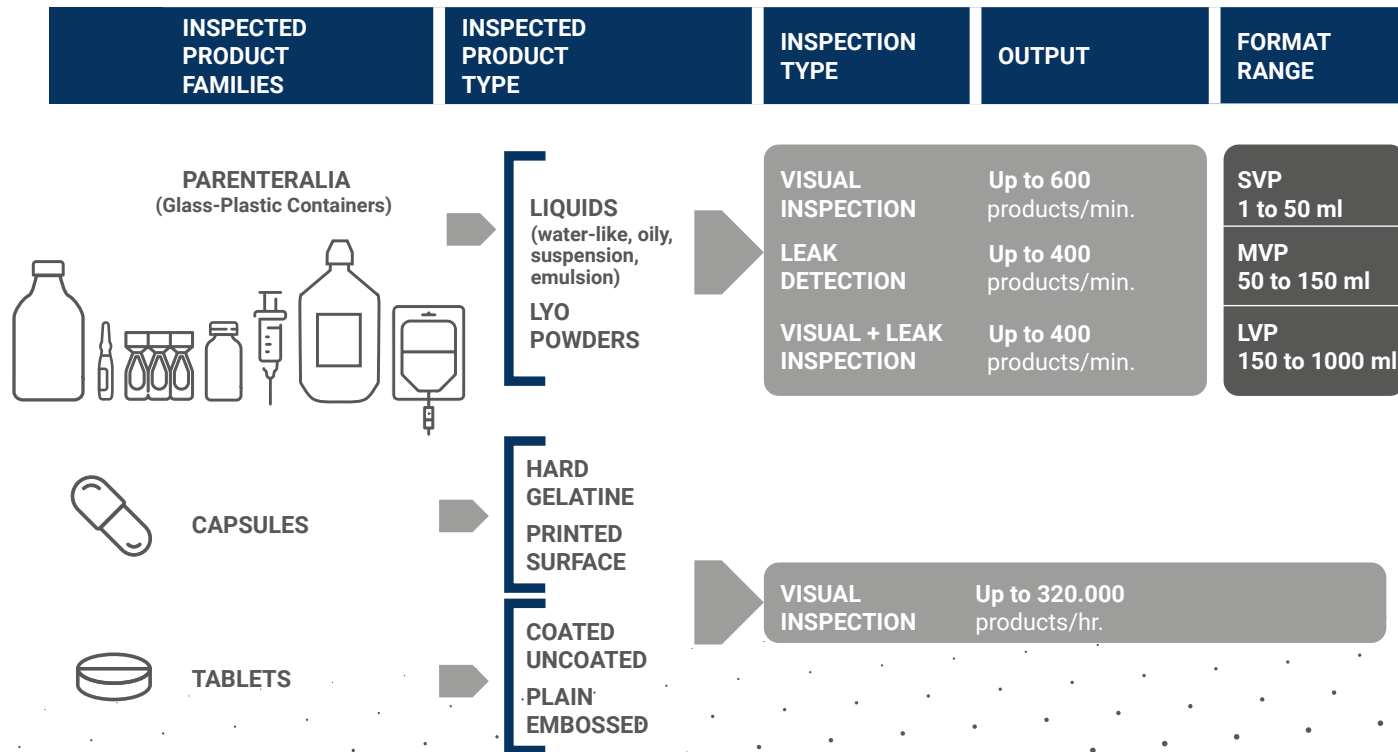 INSPECTED
PRODUCT
FAMILIES
INSPECTED
PRODUCT
TYPE
INSPECTION
TYPE
OUTPUT
FORMAT
RANGE
PARENTERALIA
(Glass-Plastic Containers)
LIQUIDS
(water-like, oily,
suspension,
emulsion)
LYO
POWDERS
VISUAL
INSPECTION
Up to 600
products/min.
LEAK
DETECTION
Up to 400
products/min.
VISUAL + LEAK
INSPECTION
Up to 400
products/min.
SVP
1 to 50 ml
MVP
50 to 150 ml
LVP
150 to 1000 ml
CAPSULES
HARD
GELATINE
PRINTED
SURFACE
TABLETS
COATED
UNCOATED
PLAIN
EMBOSSED
VISUAL
INSPECTION
Up to 320.000
products/hr.